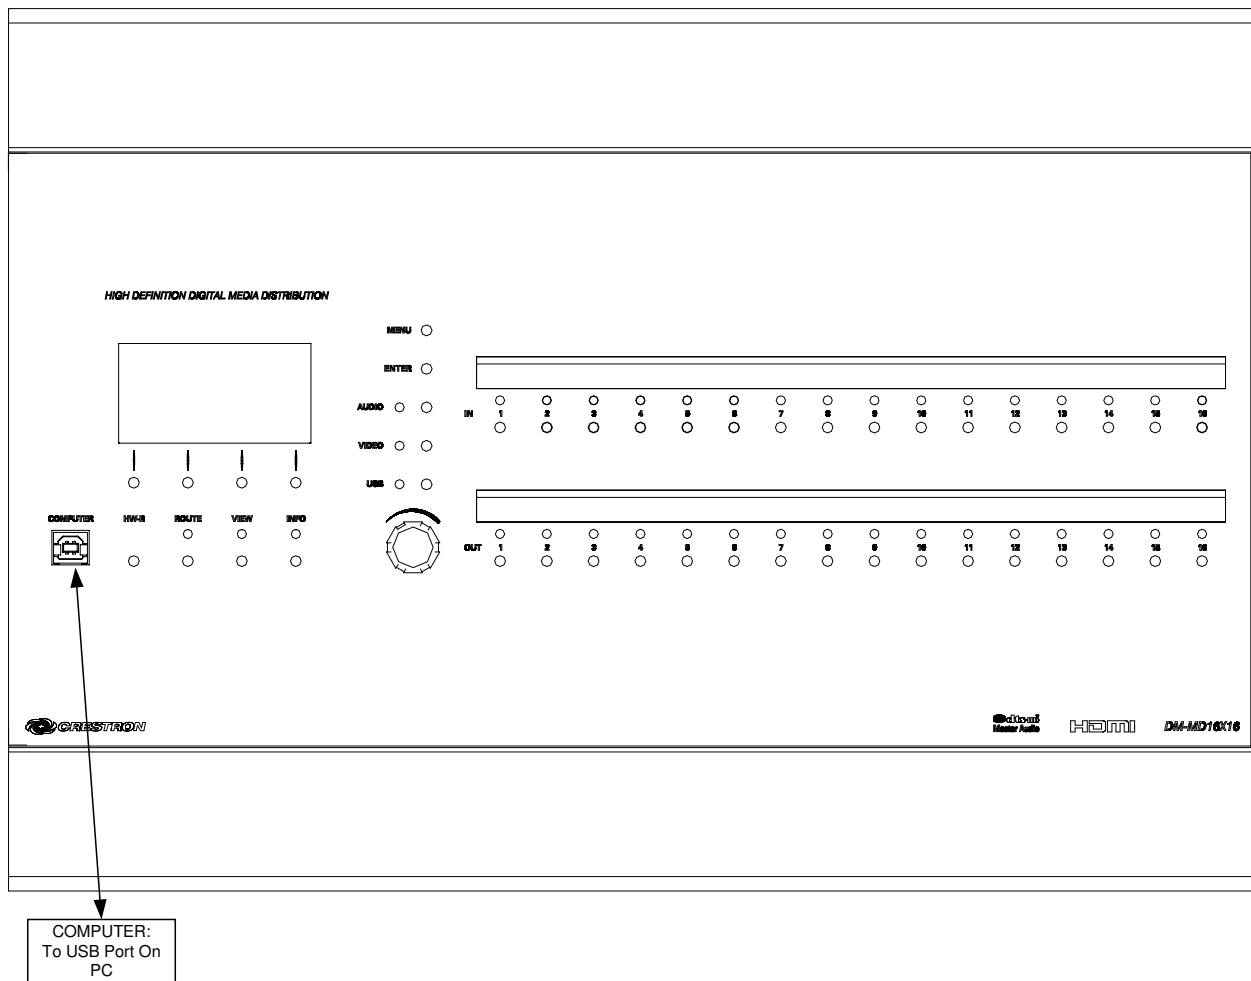 HIGH DEFINITION DIGITAL MEDIA DISTRIBUTION
MENU
ENTER
AUDIO
VIDEO
USB
IN 1 2 3 4 5 6 7 8 9 10 11 12 13 14 15 16
COMPUTER HW-R ROUTE VIEW INFO
OUT 1 2 3 4 5 6 7 8 9 10 11 12 13 14 15 16
CRESTRON
dts-HD
Master Audio
HDMI
DM-MD16X16
COMPUTER:
To USB Port On
PC